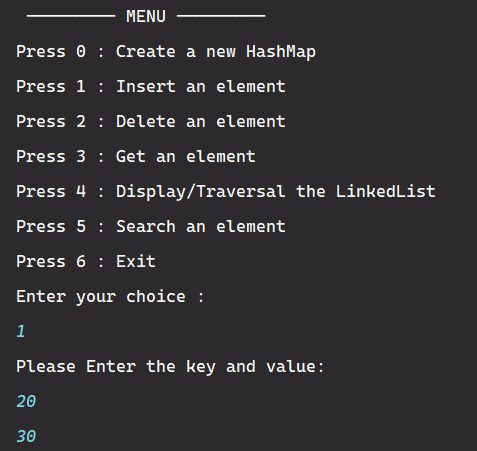 ────────── MENU ──────────
Press 0 : Create a new HashMap
Press 1 : Insert an element
Press 2 : Delete an element
Press 3 : Get an element
Press 4 : Display/Traversal the LinkedList
Press 5 : Search an element
Press 6 : Exit
Enter your choice :
1
Please Enter the key and value:
20
30